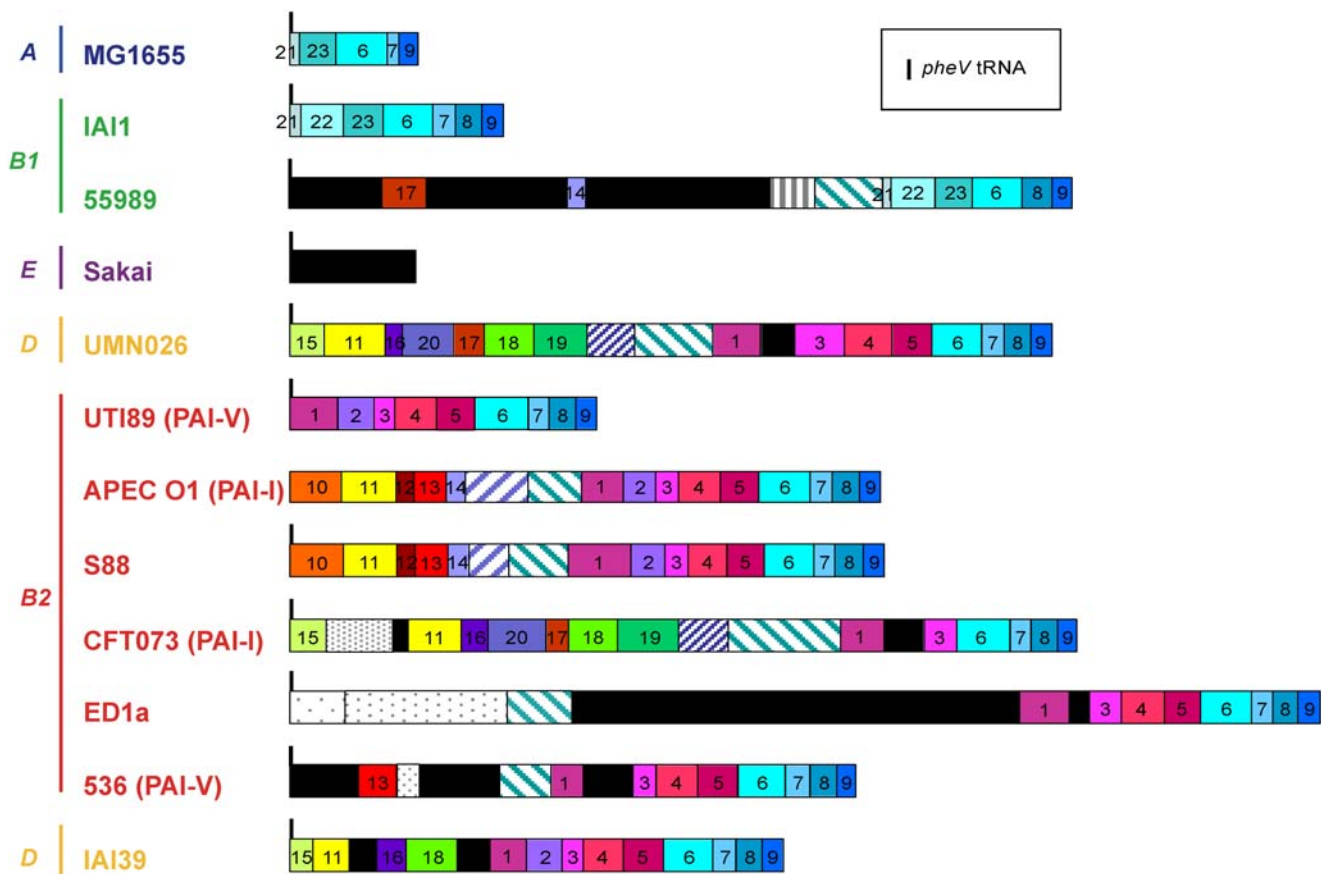 A MG1655 21 23 6 7 9
pheV tRNA
B1
IAI1 21 22 23 6 7 8 9
55989 17 14 21 22 23 6 8 9
E Sakai
D UMN026 15 11 16 20 17 18 19 1 3 4 5 6 7 8 9
B2
UTI89 (PAI-V) 1 2 3 4 5 6 7 8 9
APEC O1 (PAI-I) 10 11 12 13 14 1 2 3 4 5 6 7 8 9
S88 10 11 12 13 14 1 2 3 4 5 6 7 8 9
CFT073 (PAI-I) 15 11 16 20 17 18 19 1 3 6 7 8 9
ED1a 1 3 4 5 6 7 8 9
536 (PAI-V) 13 1 3 4 5 6 7 8 9
D IAI39 15 11 16 18 1 2 3 4 5 6 7 8 9